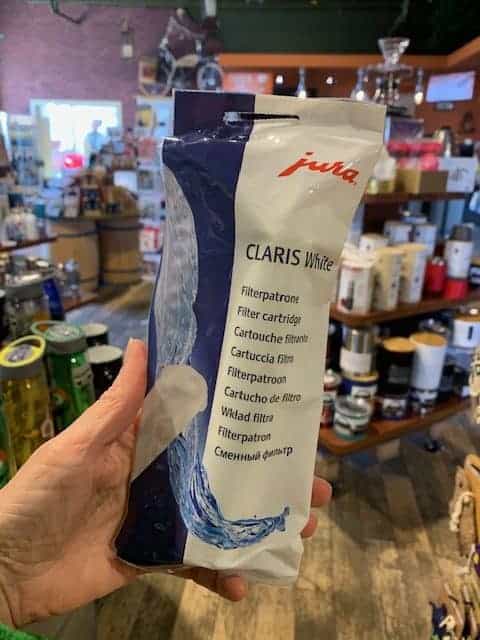 jura
CLARIS White
Filterpatrone
Filter cartridge
Cartouche filtrante
Cartuccia filtro
Filterpatroon
Cartucho de filtro
Wkład filtra
Filterpatron
Сменный фильтр